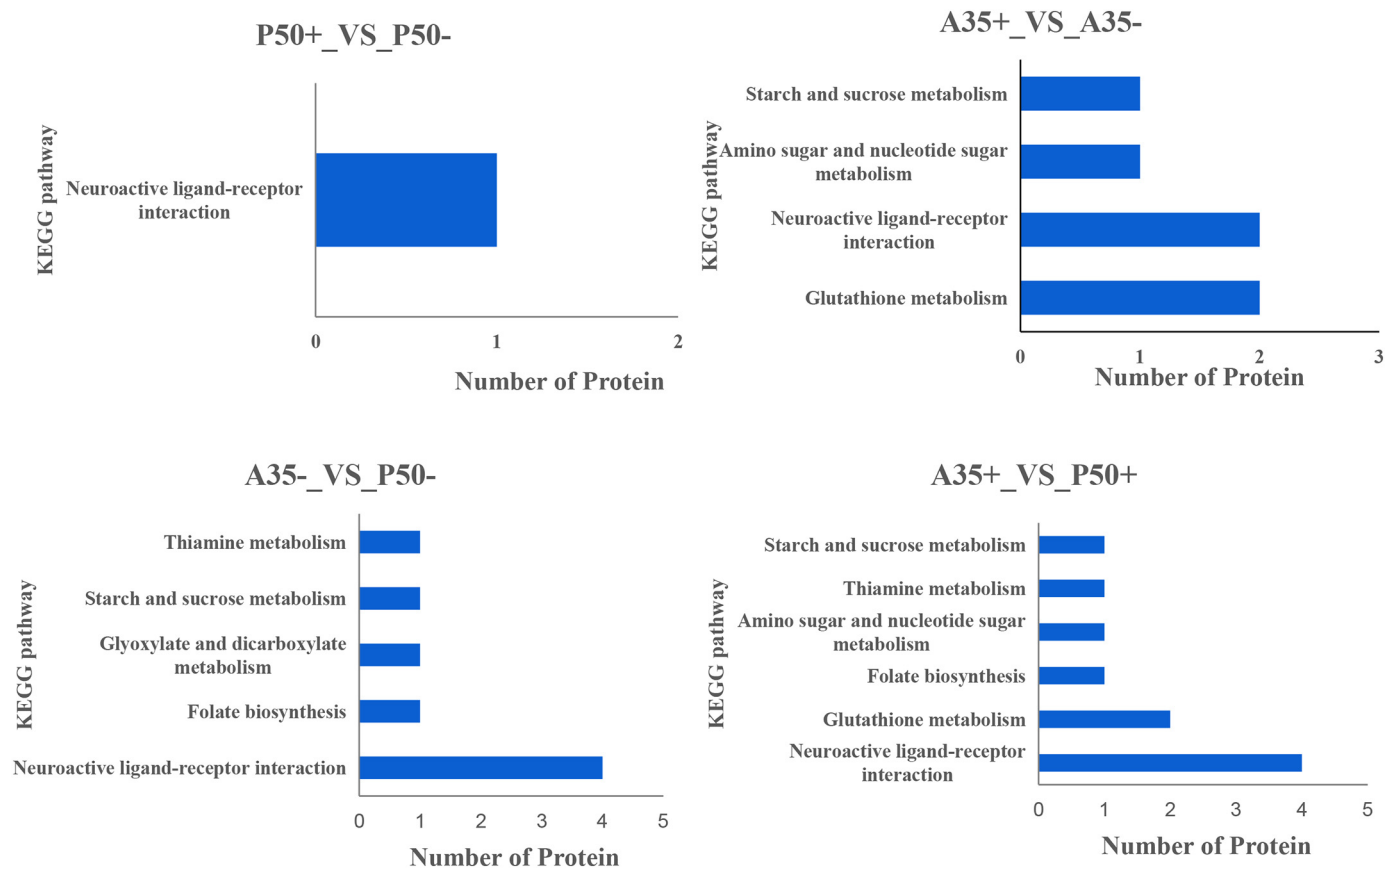 P50+_VS_P50-
KEGG pathway
Neuroactive ligand-receptor
interaction
0 1 2
Number of Protein
A35+_VS_A35-
KEGG pathway
Starch and sucrose metabolism
Amino sugar and nucleotide sugar
metabolism
Neuroactive ligand-receptor
interaction
Glutathione metabolism
0 1 2 3
Number of Protein
A35-_VS_P50-
KEGG pathway
Thiamine metabolism
Starch and sucrose metabolism
Glyoxylate and dicarboxylate
metabolism
Folate biosynthesis
Neuroactive ligand-receptor interaction
0 1 2 3 4 5
Number of Protein
A35+_VS_P50+
KEGG pathway
Starch and sucrose metabolism
Thiamine metabolism
Amino sugar and nucleotide sugar
metabolism
Folate biosynthesis
Glutathione metabolism
Neuroactive ligand-receptor
interaction
0 1 2 3 4 5
Number of Protein